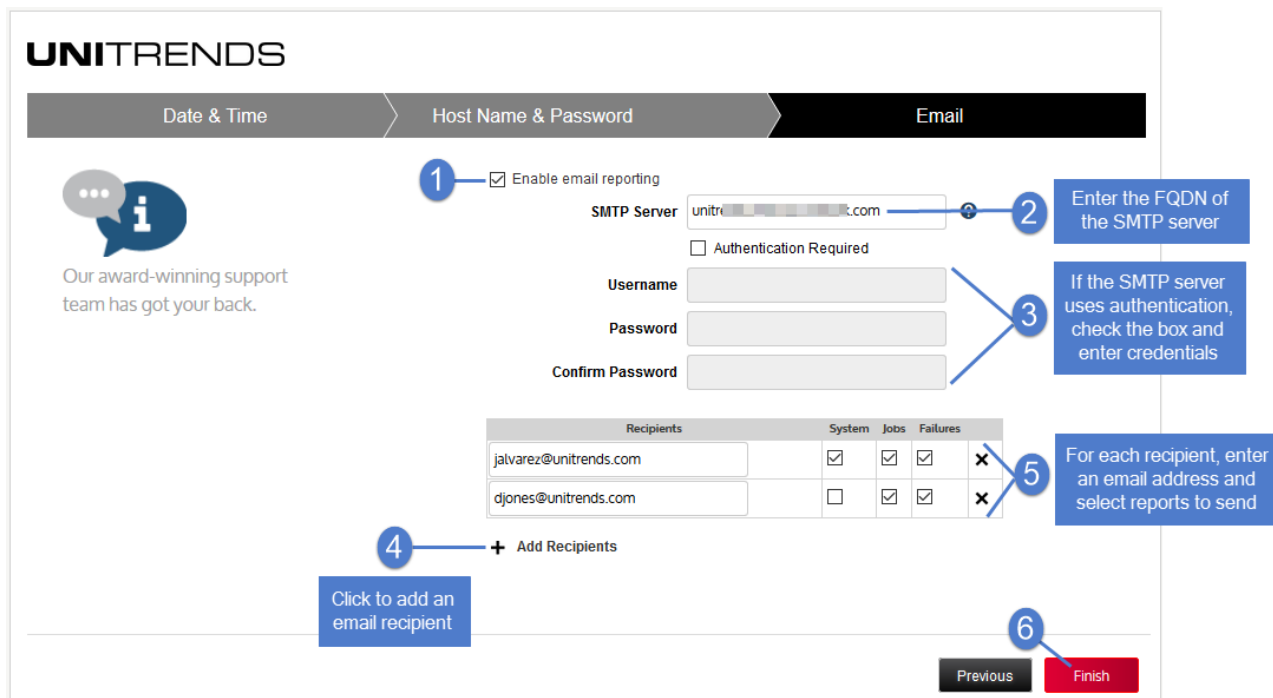 UNITRENDS
Date & Time
Host Name & Password
Email
1
Enable email reporting
SMTP Server
.com
2
Enter the FQDN of
the SMTP server
Authentication Required
Our award-winning support
team has got your back.
Username
Password
Confirm Password
3
If the SMTP server
uses authentication,
check the box and
enter credentials
Recipients
System
Jobs
Failures
jalvarez@unitrends.com
djones@unitrends.com
5
For each recipient, enter
an email address and
select reports to send
4
+ Add Recipients
Click to add an
email recipient
6
Previous
Finish